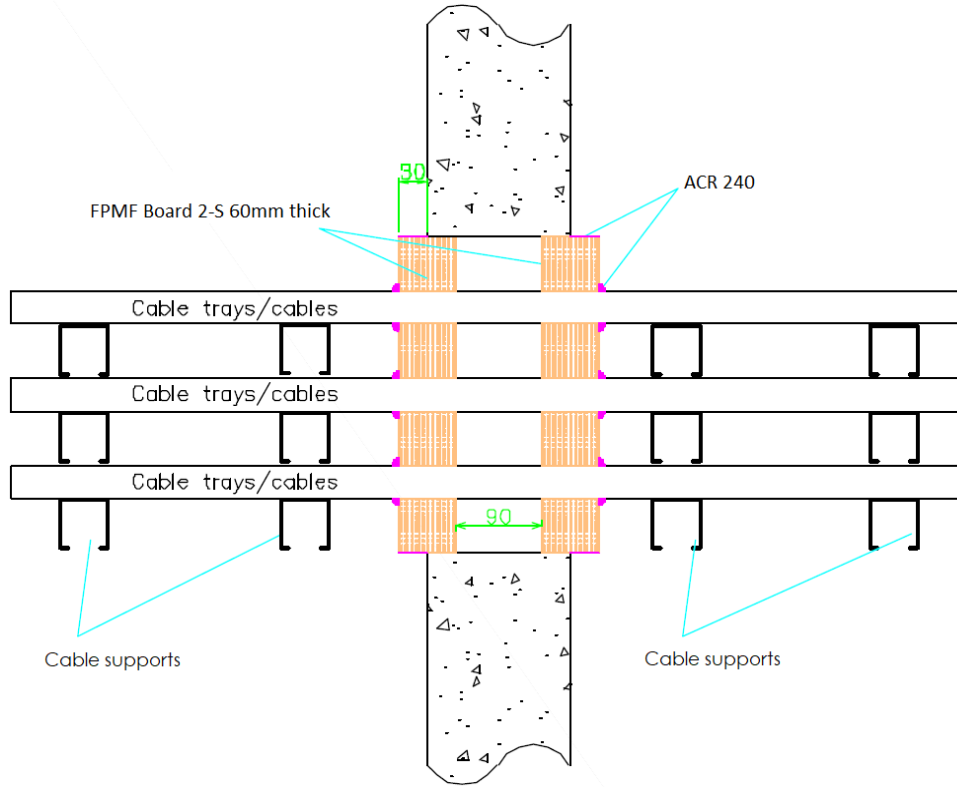 30
ACR 240
FPMF Board 2-S 60mm thick
Cable trays/cables
Cable trays/cables
Cable trays/cables
90
Cable supports
Cable supports